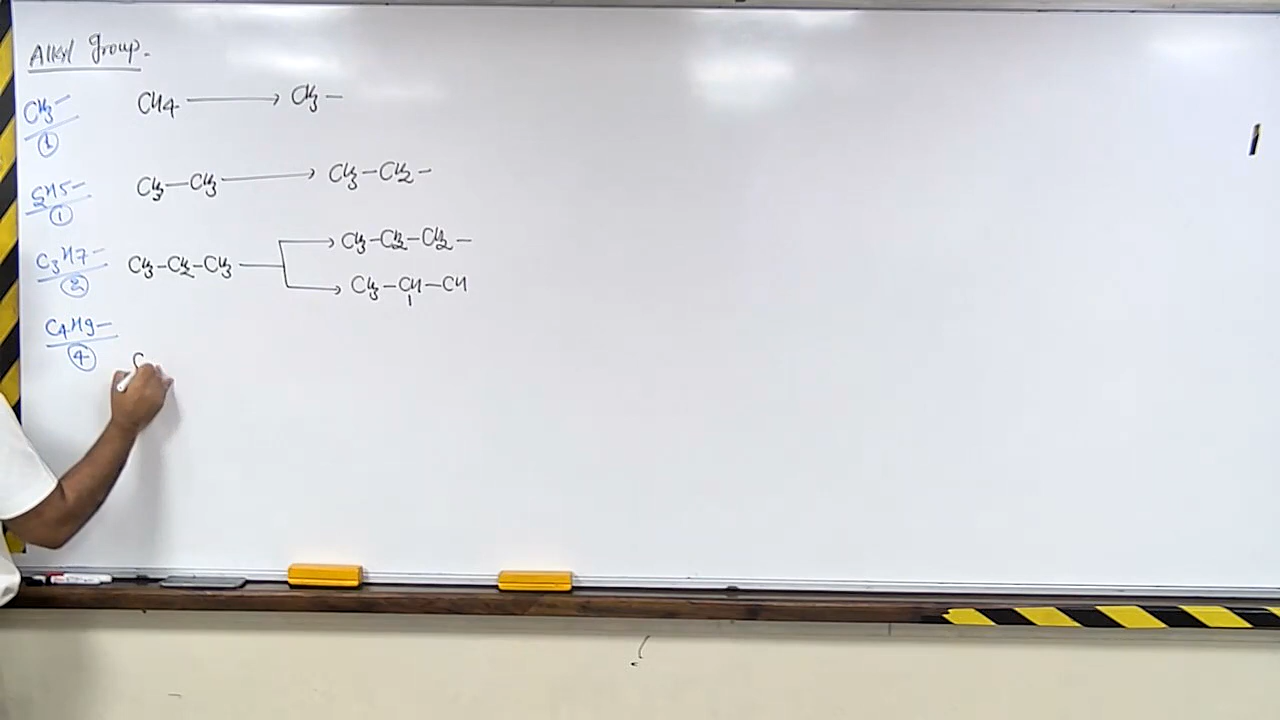 Alkyl Group.
CH3–
1
CH4 ⟶ CH3 –
C2H5–
1
CH3–CH3 ⟶ CH3–CH2–
C3H7–
2
CH3–CH2–CH3
CH3–CH2–CH2–
CH3–CH–CH
C4H9–
4
C